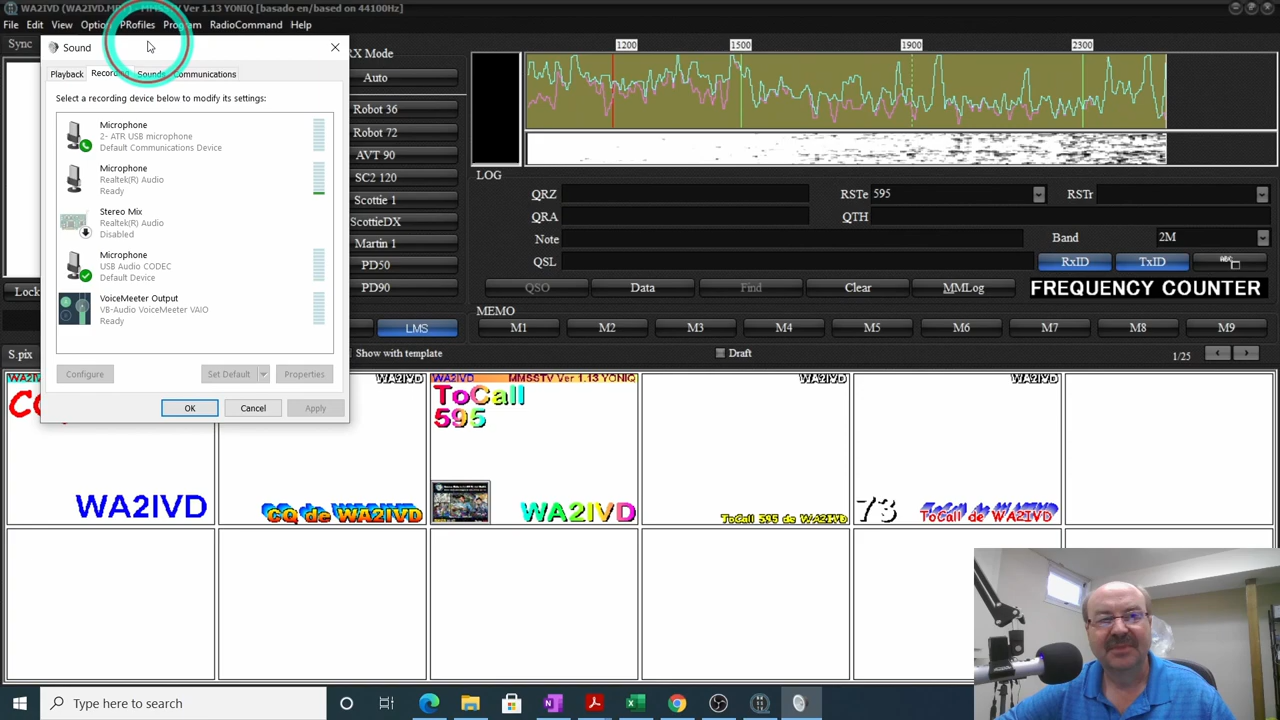 WA2IVD (WA2IVD.M
MMSSTV Ver 1.13 YONIQ (basado en/based on 44100Hz)
File Edit View Option PRofiles Program RadioCommand Help
Sync
Sound
Playback Recording Sounds Communications
Select a recording device below to modify its settings:
Microphone
2- ATR USB microphone
Default Communications Device
Microphone
Realtek(R) Audio
Ready
Stereo Mix
Realtek(R) Audio
Disabled
Microphone
USB Audio CODEC
Default Device
VoiceMeeter Output
VB-Audio VoiceMeeter VAIO
Ready
Configure Set Default Properties
OK Cancel Apply
RX Mode
Auto
Robot 36
Robot 72
AVT 90
SC2 120
Scottie 1
ScottieDX
Martin 1
PD50
PD90
LMS
Lock
1200 1500 1900 2300
LOG
QRZ RSTe 595 RSTr
QRA QTH
Note Band 2M
QSL RxID TxID
QSO Data Find Clear MMLog FREQUENCY COUNTER
MEMO
M1 M2 M3 M4 M5 M6 M7 M8 M9
S.pix Show with template Draft 1/25
WA2IVD
WA2IVD
CQ de WA2IVD
WA2IVD MMSSTV Ver 1.13 YONIQ
ToCall
595
WA2IVD
WA2IVD
ToCall 595 de WA2IVD
WA2IVD
73 ToCall de WA2IVD
Type here to search